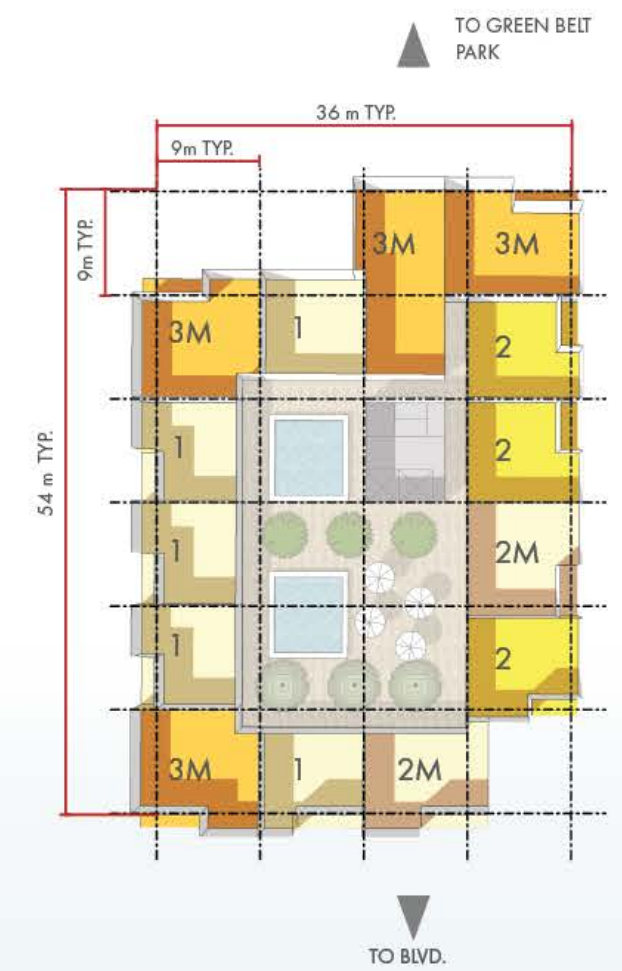 TO GREEN BELT
PARK
36 m TYP.
9m TYP.
9m TYP.
54 m TYP.
3M
3M
3M
1
2
1
2
1
2M
1
2
3M
1
2M
TO BLVD.